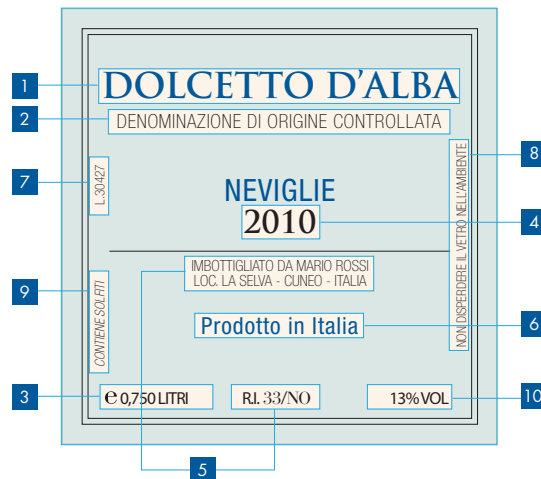 1
DOLCETTO D'ALBA
2
DENOMINAZIONE DI ORIGINE CONTROLLATA
8
NON DISPERDERE IL VETRO NELL'AMBIENTE
7
L.30427
NEVIGLIE
2010
4
9
CONTIENE SOLFITI
IMBOTTIGLIATO DA MARIO ROSSI
LOC. LA SELVA - CUNEO - ITALIA
Prodotto in Italia
6
3
e 0,750 LITRI
R.I. 33/NO
13% VOL
10
5